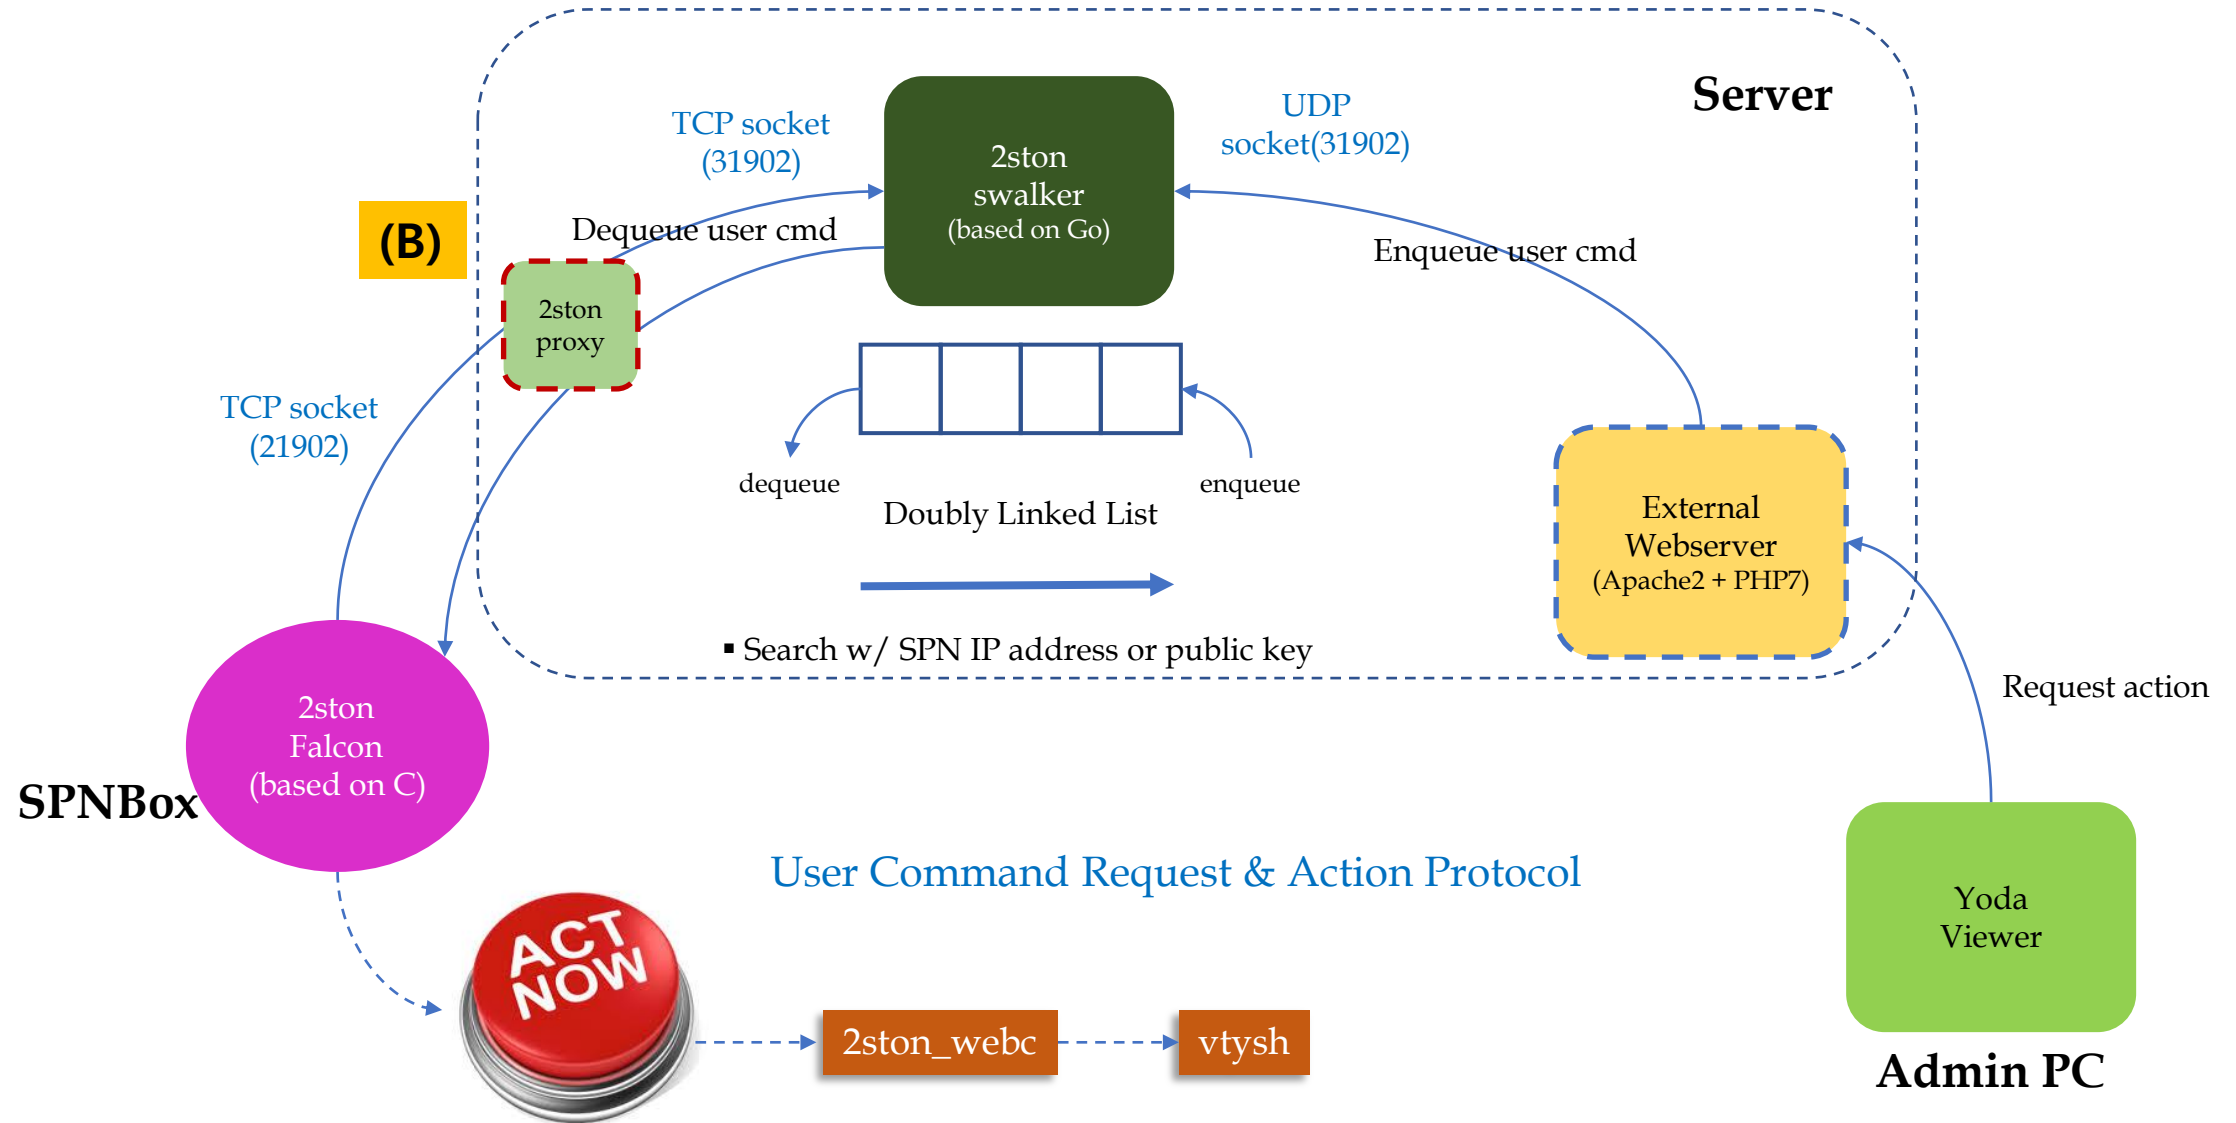 Server
TCP socket
(31902)
UDP
socket(31902)
2ston
swalker
(based on Go)
(B)
Dequeue user cmd
Enqueue user cmd
2ston
proxy
TCP socket
(21902)
dequeue
enqueue
Doubly Linked List
External
Webserver
(Apache2 + PHP7)
▪ Search w/ SPN IP address or public key
Request action
2ston
Falcon
(based on C)
SPNBox
User Command Request & Action Protocol
Yoda
Viewer
ACT
NOW
2ston_webc
vtysh
Admin PC